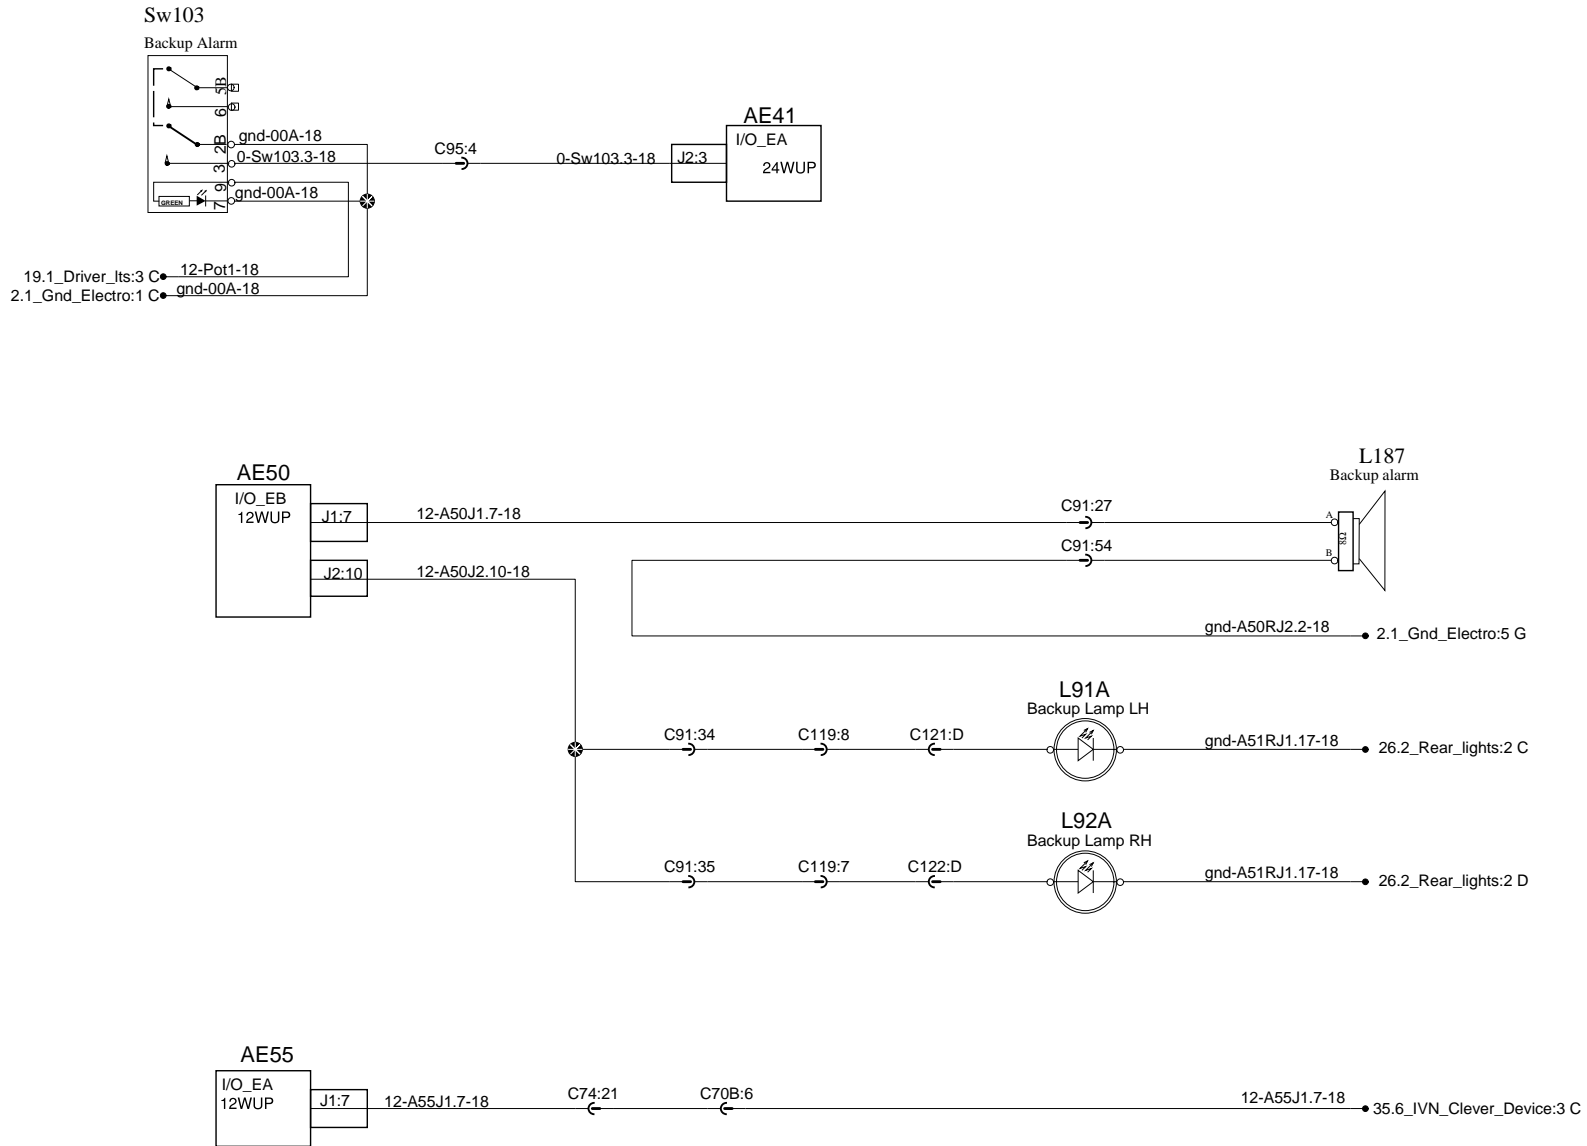 Sw103
Backup Alarm
5B
6
2B
3
9
7
GREEN
gnd-00A-18
0-Sw103.3-18
gnd-00A-18
C95:4
0-Sw103.3-18
J2:3
AE41
I/O_EA
24WUP
19.1_Driver_lts:3 C
12-Pot1-18
2.1_Gnd_Electro:1 C
gnd-00A-18
AE50
I/O_EB
12WUP
J1:7
12-A50J1.7-18
C91:27
L187
Backup alarm
A
8Ω
B
J2:10
12-A50J2.10-18
C91:54
gnd-A50RJ2.2-18
2.1_Gnd_Electro:5 G
C91:34
C119:8
C121:D
L91A
Backup Lamp LH
gnd-A51RJ1.17-18
26.2_Rear_lights:2 C
C91:35
C119:7
C122:D
L92A
Backup Lamp RH
gnd-A51RJ1.17-18
26.2_Rear_lights:2 D
AE55
I/O_EA
12WUP
J1:7
12-A55J1.7-18
C74:21
C70B:6
12-A55J1.7-18
35.6_IVN_Clever_Device:3 C